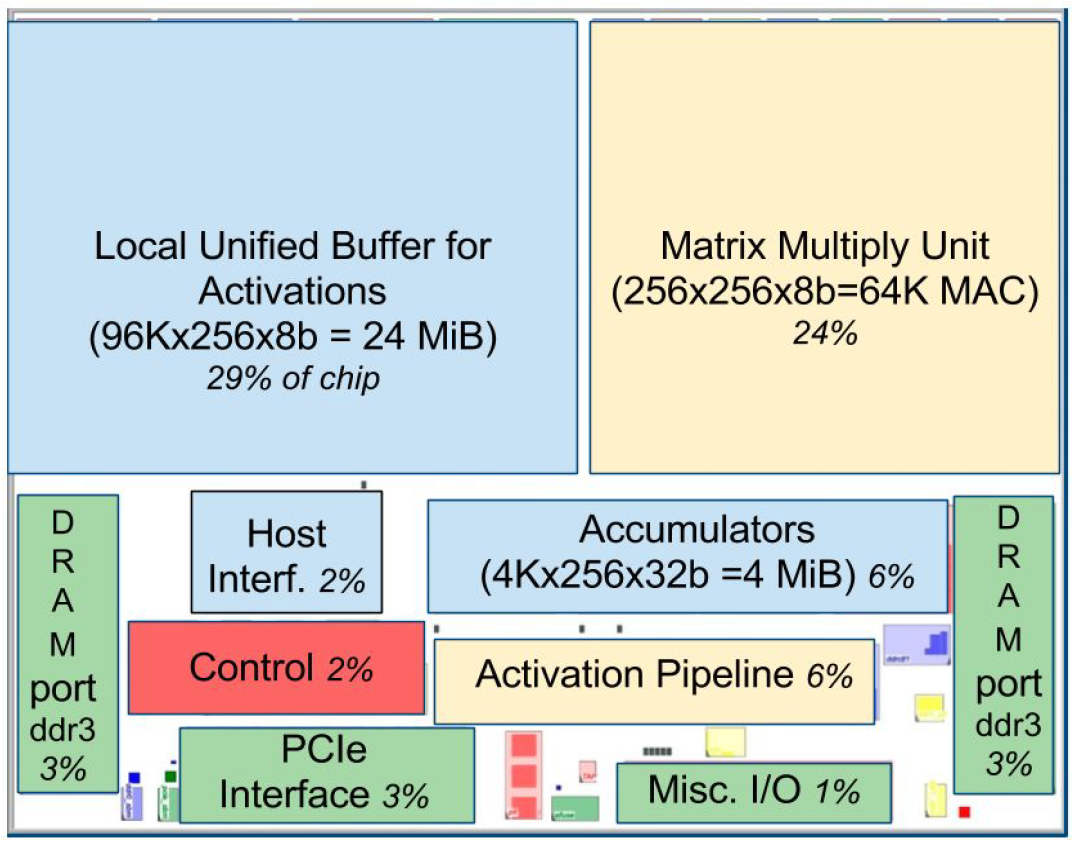 Local Unified Buffer for
Activations
(96Kx256x8b = 24 MiB)
29% of chip
Matrix Multiply Unit
(256x256x8b=64K MAC)
24%
D
R
A
M
port
ddr3
3%
Host
Interf. 2%
Accumulators
(4Kx256x32b =4 MiB) 6%
D
R
A
M
port
ddr3
3%
Control 2%
Activation Pipeline 6%
PCIe
Interface 3%
Misc. I/O 1%